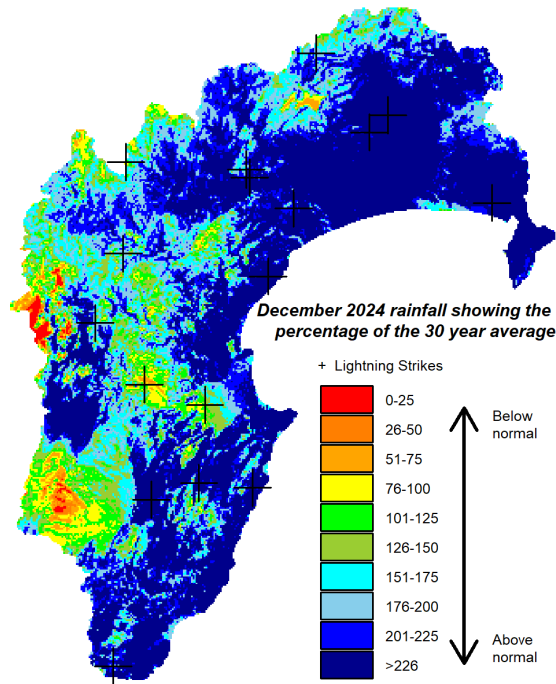 December 2024 rainfall showing the
percentage of the 30 year average
+ Lightning Strikes
0-25
26-50
51-75
76-100
101-125
126-150
151-175
176-200
201-225
>226
Below
normal
Above
normal